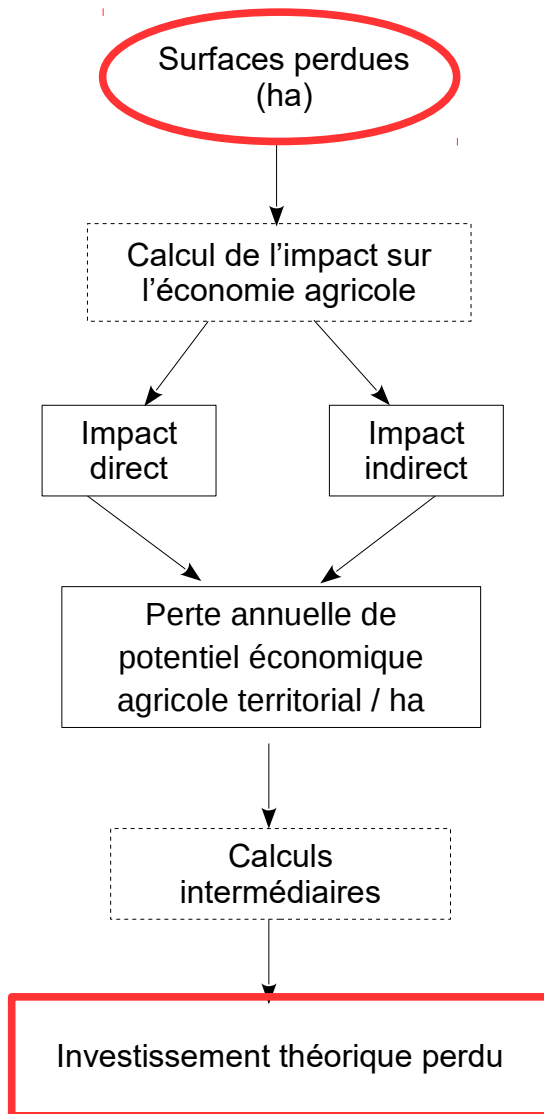 Surfaces perdues
(ha)
Calcul de l’impact sur
l’économie agricole
Impact
direct
Impact
indirect
Perte annuelle de
potentiel économique
agricole territorial / ha
Calculs
intermédiaires
Investissement théorique perdu